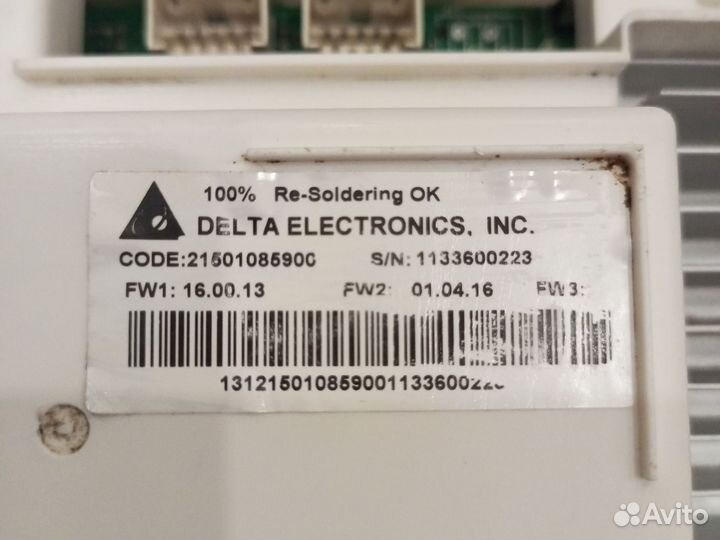 100% Re-Soldering OK
DELTA ELECTRONICS, INC.
CODE:21501085900 S/N: 1133600223
FW1: 16.00.13 FW2: 01.04.16 FW3:
1312150108590011133600223
Avito